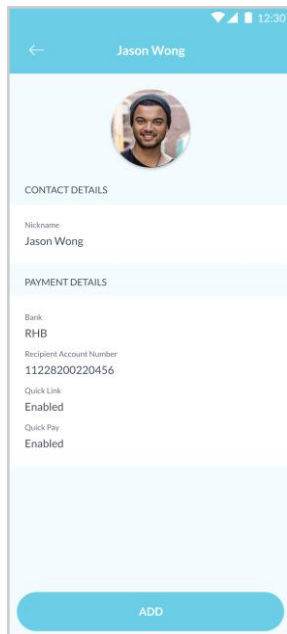 12:30
Jason Wong
CONTACT DETAILS
Nickname
Jason Wong
PAYMENT DETAILS
Bank
RHB
Recipient Account Number
11228200220456
Quick Link
Enabled
Quick Pay
Enabled
ADD